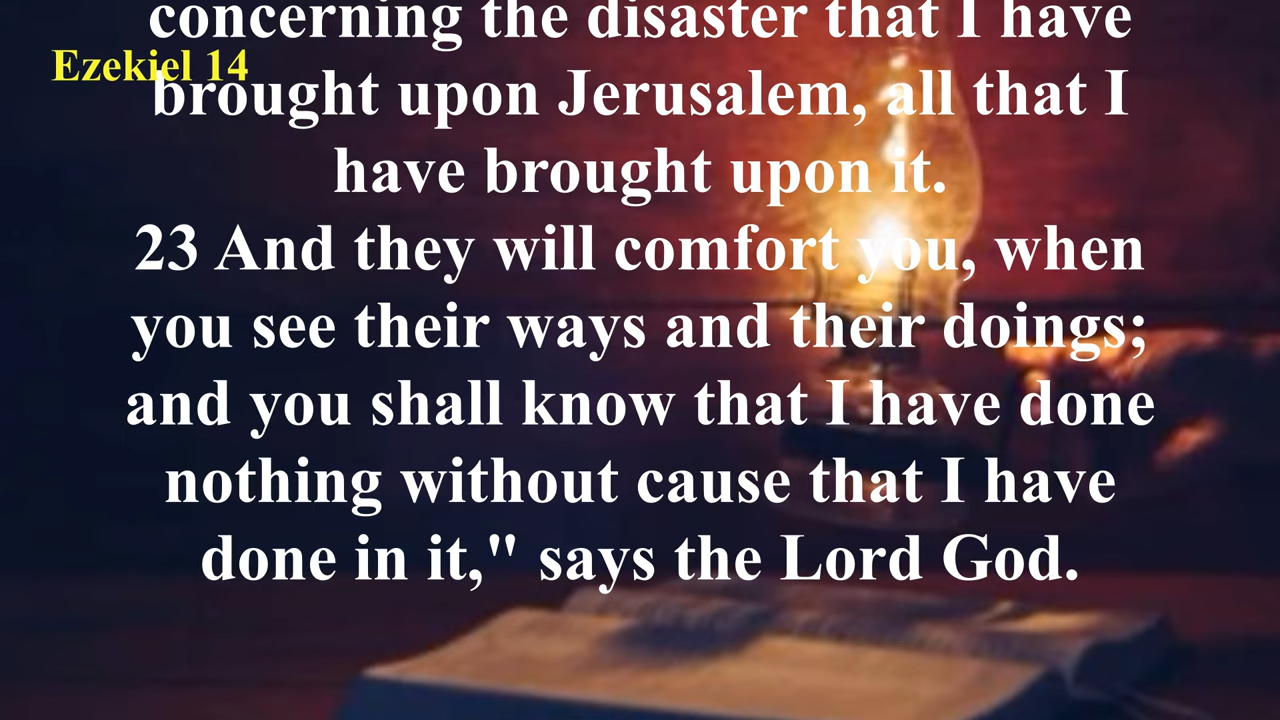 concerning the disaster that I have
Ezekiel 14
brought upon Jerusalem, all that I
have brought upon it.
23 And they will comfort you, when
you see their ways and their doings;
and you shall know that I have done
nothing without cause that I have
done in it," says the Lord God.